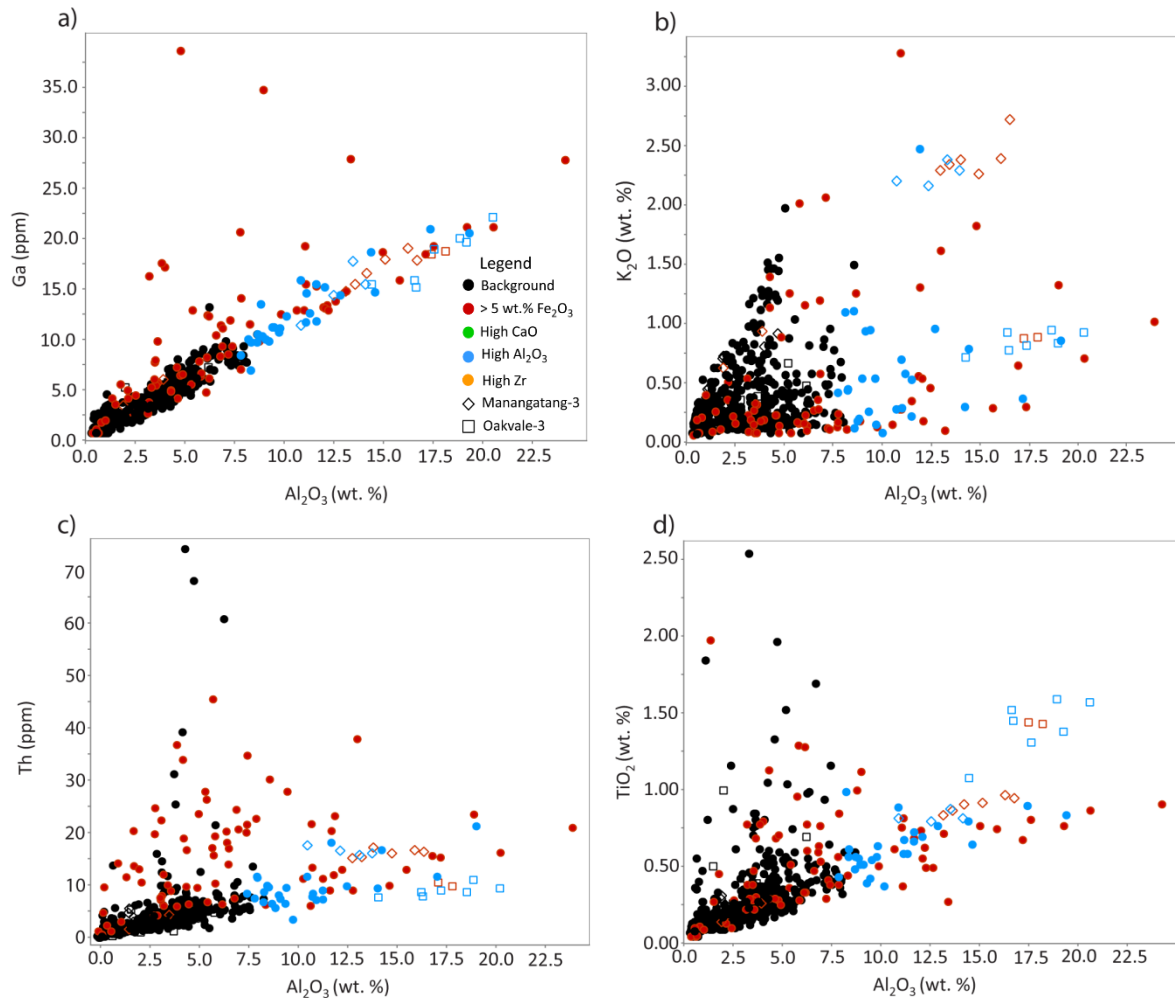 a)
35.0
30.0
25.0
20.0
15.0
10.0
5.0
0.0
Ga (ppm)
0.0 2.5 5.0 7.5 10.0 12.5 15.0 17.5 20.0 22.5
Al₂O₃ (wt. %)
Legend
Background
> 5 wt.% Fe₂O₃
High CaO
High Al₂O₃
High Zr
Manangatang-3
Oakvale-3
b)
3.00
2.50
2.00
1.50
1.00
0.50
0.00
K₂O (wt. %)
0.0 2.5 5.0 7.5 10.0 12.5 15.0 17.5 20.0 22.5
Al₂O₃ (wt. %)
c)
70
60
50
40
30
20
10
0
Th (ppm)
0.0 2.5 5.0 7.5 10.0 12.5 15.0 17.5 20.0 22.5
Al₂O₃ (wt. %)
d)
2.50
2.00
1.50
1.00
0.50
0.00
TiO₂ (wt. %)
0.0 2.5 5.0 7.5 10.0 12.5 15.0 17.5 20.0 22.5
Al₂O₃ (wt. %)